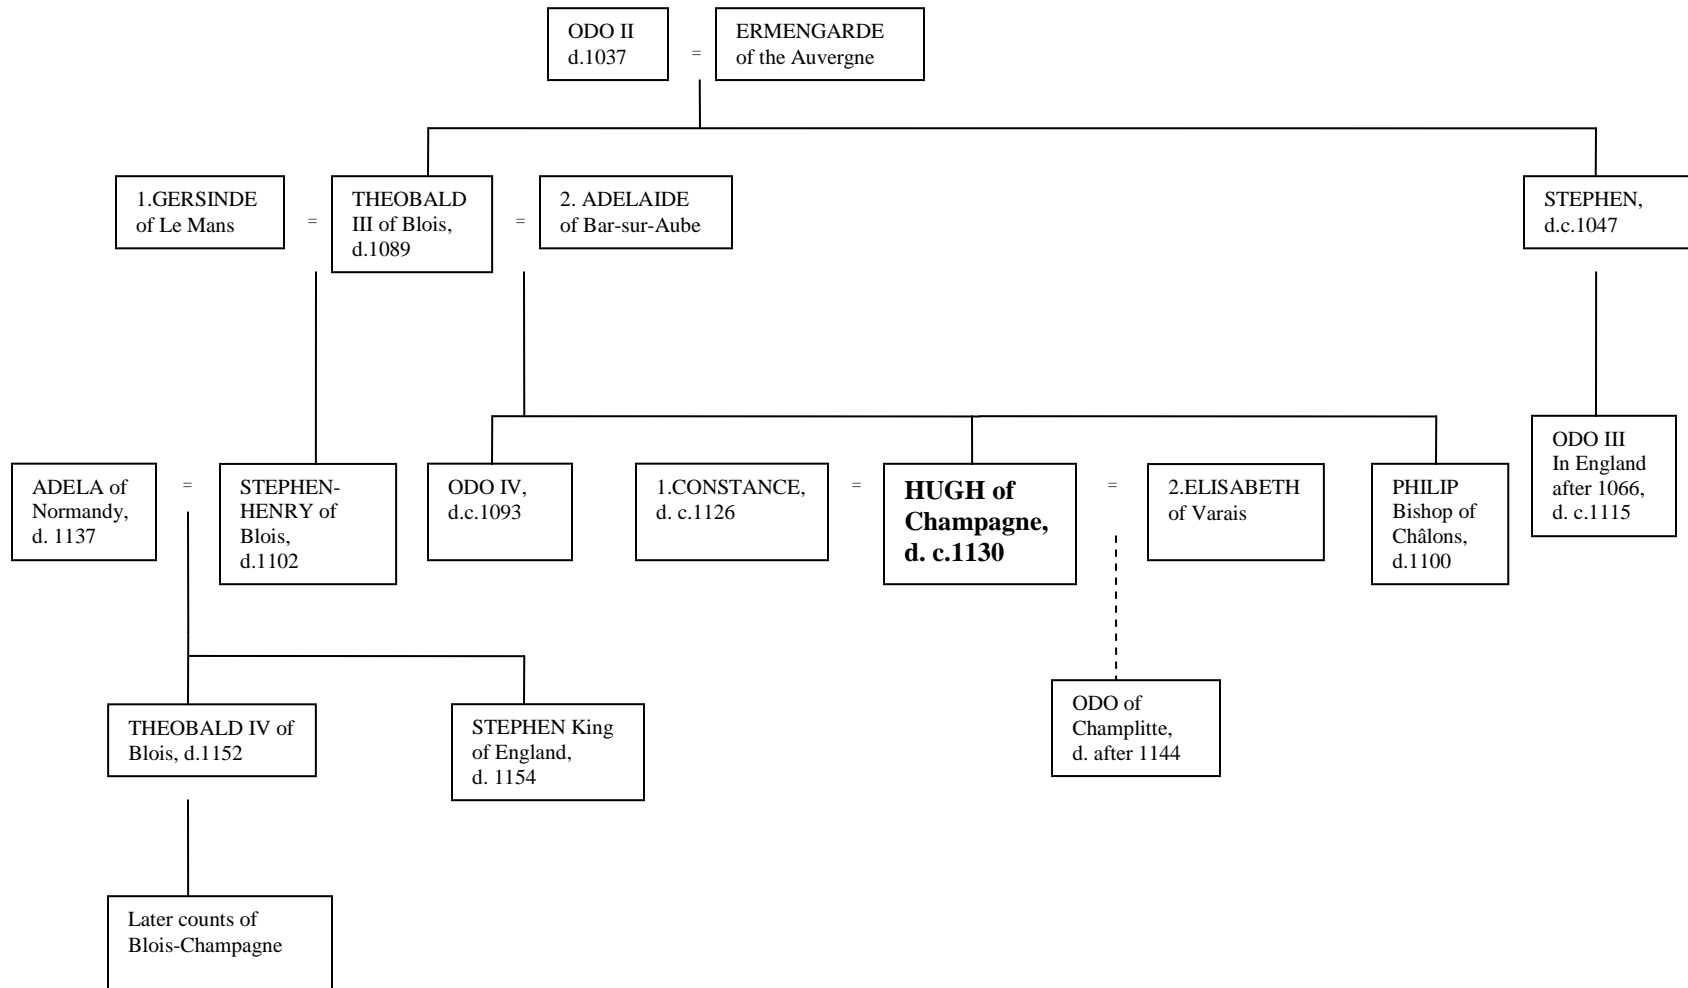 ODO II
d.1037
=
ERMENGARDE
of the Auvergne
1.GERSINDE
of Le Mans
=
THEOBALD
III of Blois,
d.1089
=
2. ADELAIDE
of Bar-sur-Aube
STEPHEN,
d.c.1047
ADELA of
Normandy,
d. 1137
=
STEPHEN-
HENRY of
Blois,
d.1102
ODO IV,
d.c.1093
1.CONSTANCE,
d. c.1126
=
HUGH of
Champagne,
d. c.1130
=
2.ELISABETH
of Varais
PHILIP
Bishop of
Châlons,
d.1100
ODO III
In England
after 1066,
d. c.1115
THEOBALD IV of
Blois, d.1152
STEPHEN King
of England,
d. 1154
ODO of
Champlitte,
d. after 1144
Later counts of
Blois-Champagne